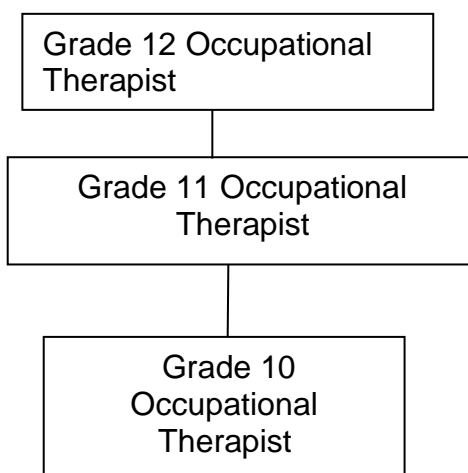 Grade 12 Occupational
Therapist
Grade 11 Occupational
Therapist
Grade 10
Occupational
Therapist